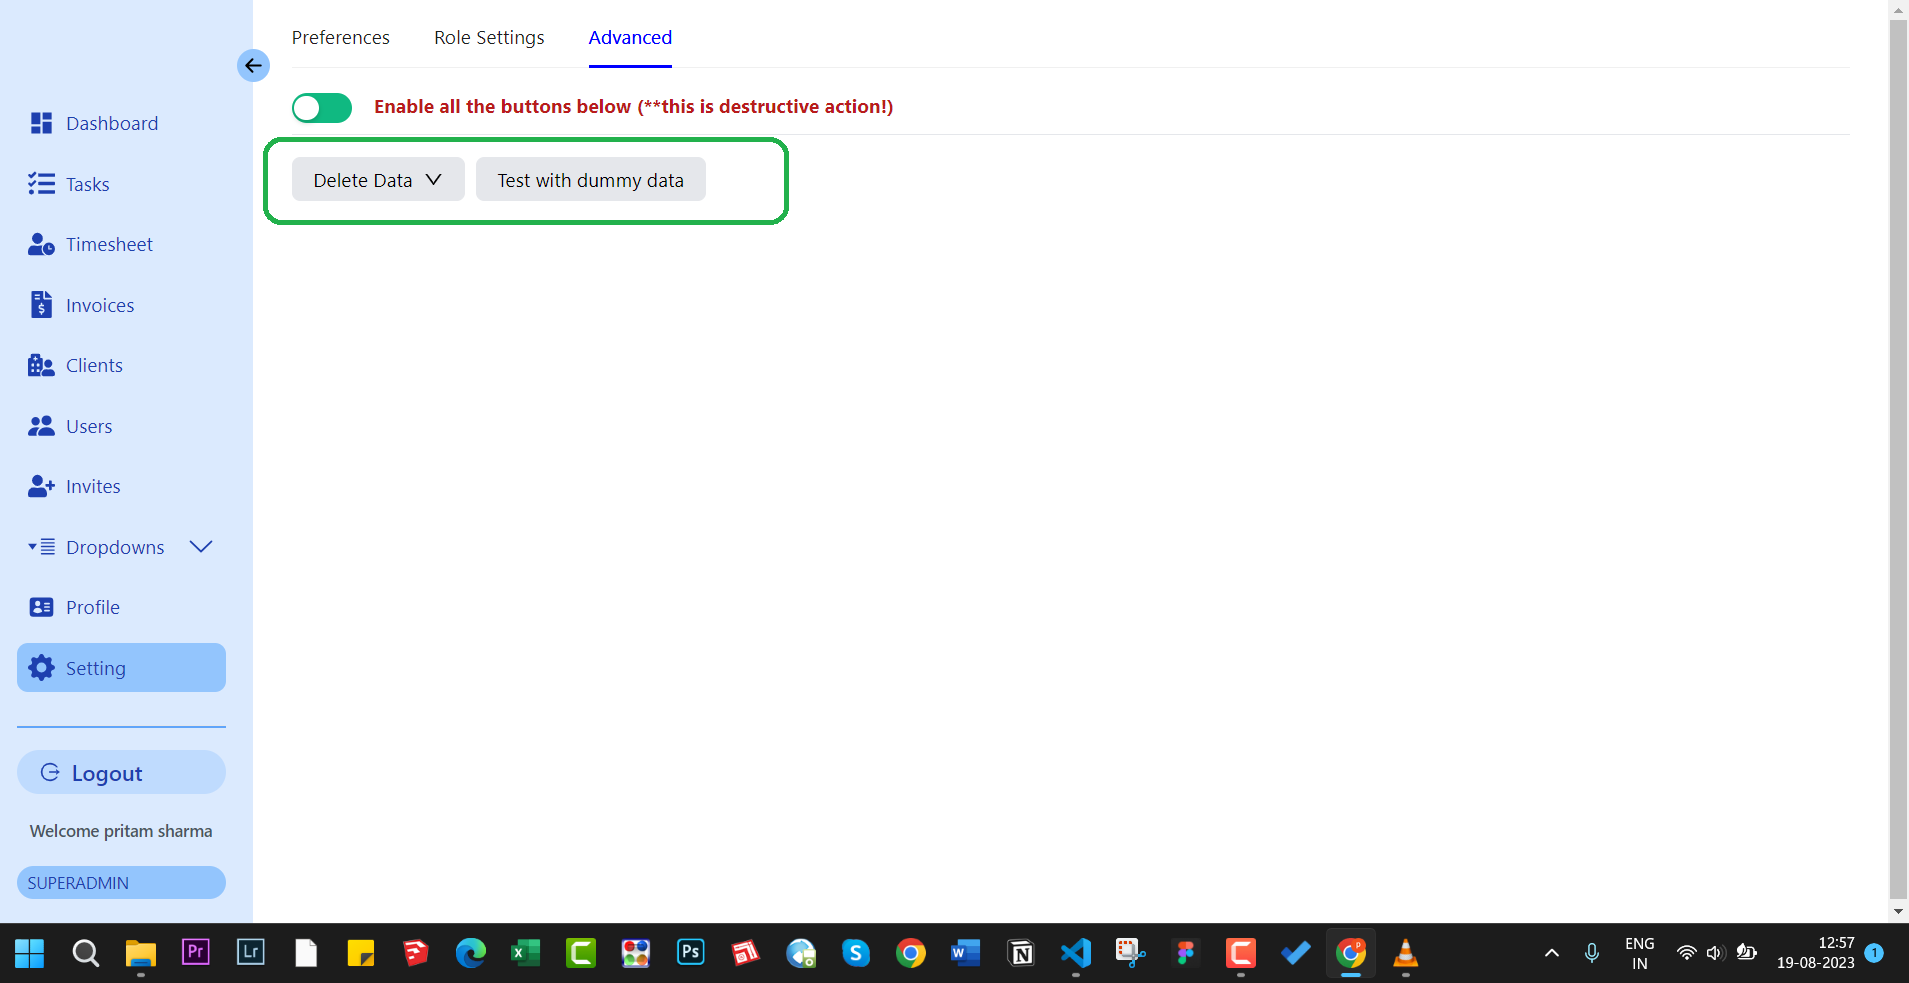 Preferences Role Settings Advanced
Enable all the buttons below (**this is destructive action!)
Delete Data Test with dummy data
Dashboard
Tasks
Timesheet
Invoices
Clients
Users
Invites
Dropdowns
Profile
Setting
Logout
Welcome pritam sharma
SUPERADMIN
Pr Lr Ps
ENG
IN
12:57
19-08-2023
1